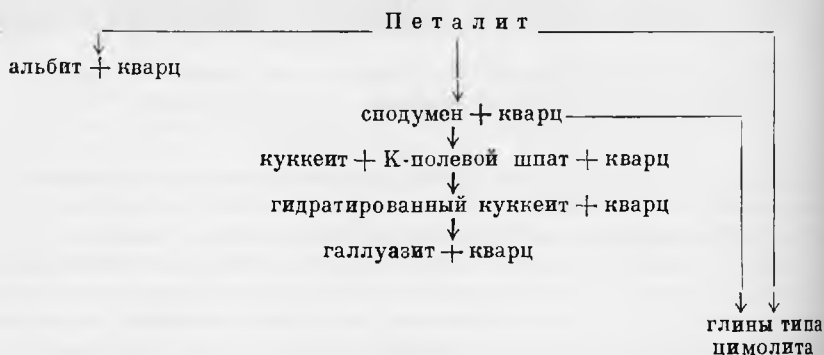 Петалит
альбит + кварц
сподумен + кварц
куккеит + К-полевой шпат + кварц
гидратированный куккеит + кварц
галлуазит + кварц
глины типа
цимолита